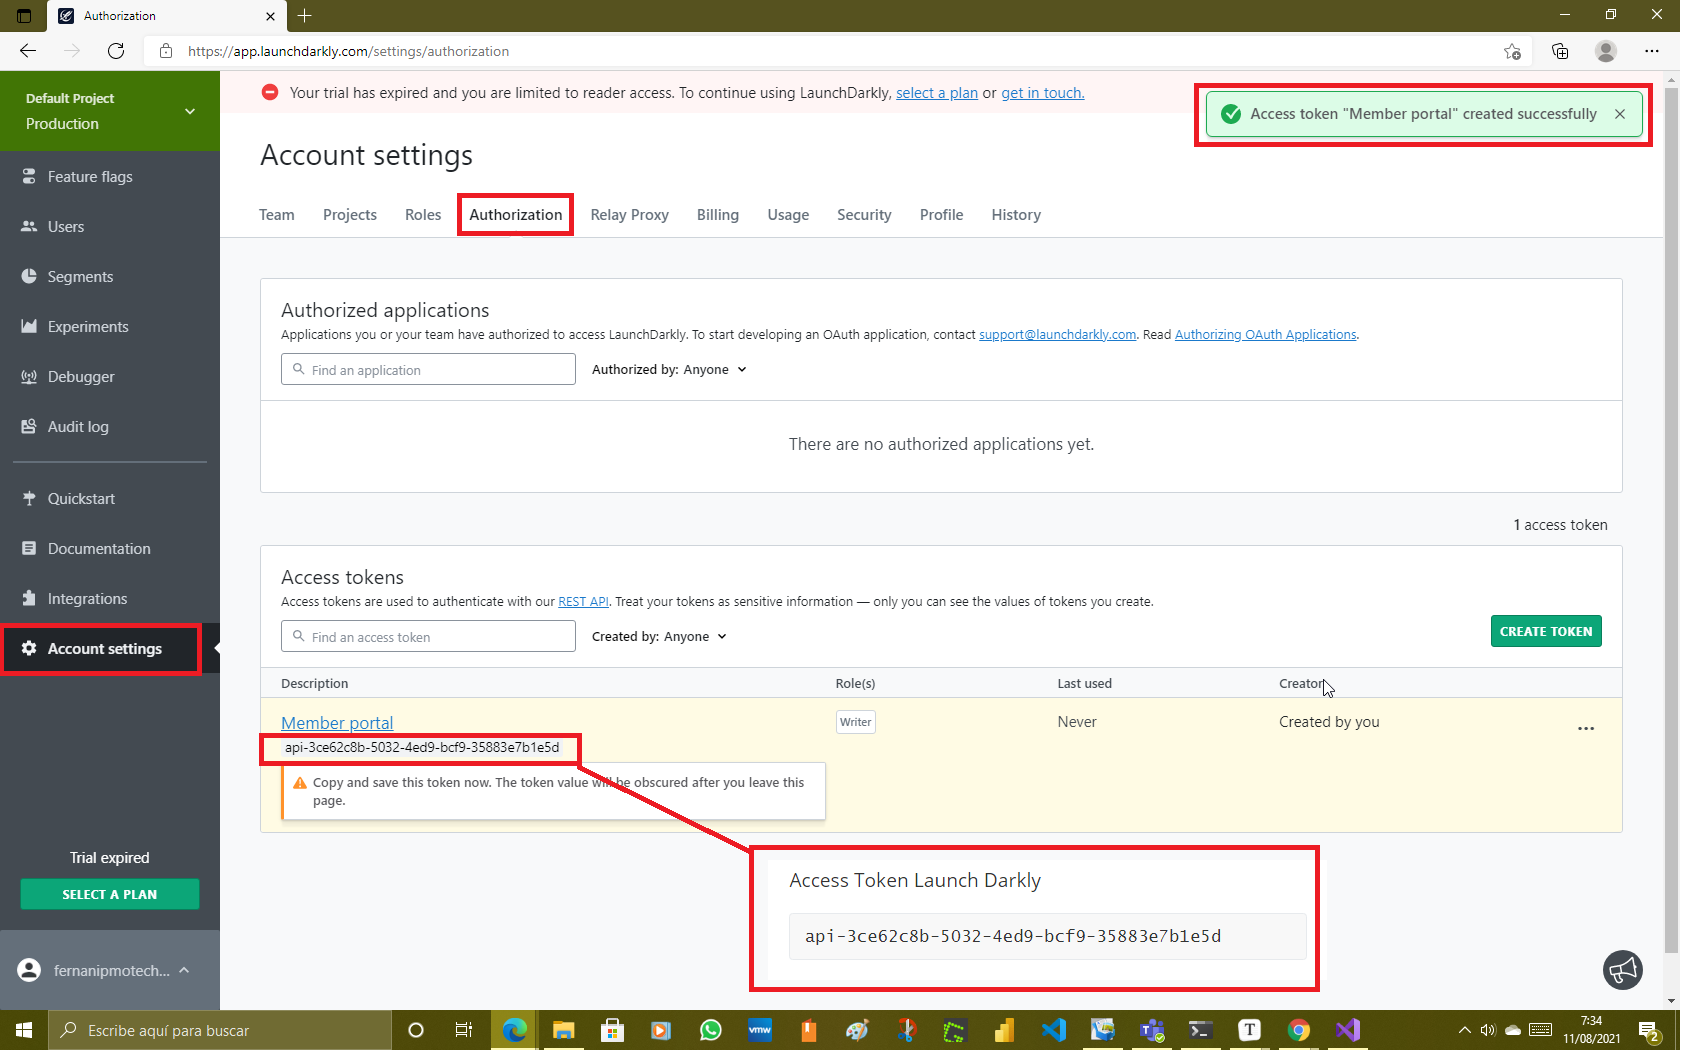 Authorization
https://app.launchdarkly.com/settings/authorization
Default Project
Production
Your trial has expired and you are limited to reader access. To continue using LaunchDarkly, select a plan or get in touch.
Access token "Member portal" created successfully
Account settings
Team Projects Roles Authorization Relay Proxy Billing Usage Security Profile History
Feature flags
Users
Segments
Experiments
Debugger
Audit log
Quickstart
Documentation
Integrations
Account settings
Trial expired
SELECT A PLAN
fernanipmotech...
Authorized applications
Applications you or your team have authorized to access LaunchDarkly. To start developing an OAuth application, contact support@launchdarkly.com. Read Authorizing OAuth Applications.
Find an application
Authorized by: Anyone
There are no authorized applications yet.
1 access token
Access tokens
Access tokens are used to authenticate with our REST API. Treat your tokens as sensitive information — only you can see the values of tokens you create.
Find an access token
Created by: Anyone
CREATE TOKEN
Description Role(s) Last used Creator
Member portal Writer Never Created by you
api-3ce62c8b-5032-4ed9-bcf9-35883e7b1e5d
Copy and save this token now. The token value will be obscured after you leave this
page.
Access Token Launch Darkly
api-3ce62c8b-5032-4ed9-bcf9-35883e7b1e5d
Escribe aquí para buscar
vmw
T
7:34
11/08/2021
2